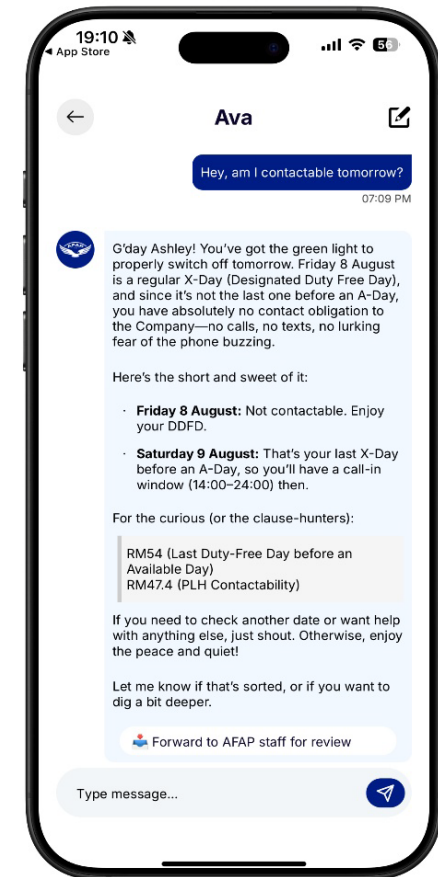 19:10
App Store
56
Ava
Hey, am I contactable tomorrow?
07:09 PM
AFAP
G'day Ashley! You've got the green light to
properly switch off tomorrow. Friday 8 August
is a regular X-Day (Designated Duty Free Day),
and since it's not the last one before an A-Day,
you have absolutely no contact obligation to
the Company—no calls, no texts, no lurking
fear of the phone buzzing.
Here's the short and sweet of it:
· Friday 8 August: Not contactable. Enjoy
your DDFD.
· Saturday 9 August: That's your last X-Day
before an A-Day, so you'll have a call-in
window (14:00–24:00) then.
For the curious (or the clause-hunters):
RM54 (Last Duty-Free Day before an
Available Day)
RM47.4 (PLH Contactability)
If you need to check another date or want help
with anything else, just shout. Otherwise, enjoy
the peace and quiet!
Let me know if that's sorted, or if you want to
dig a bit deeper.
Forward to AFAP staff for review
Type message...